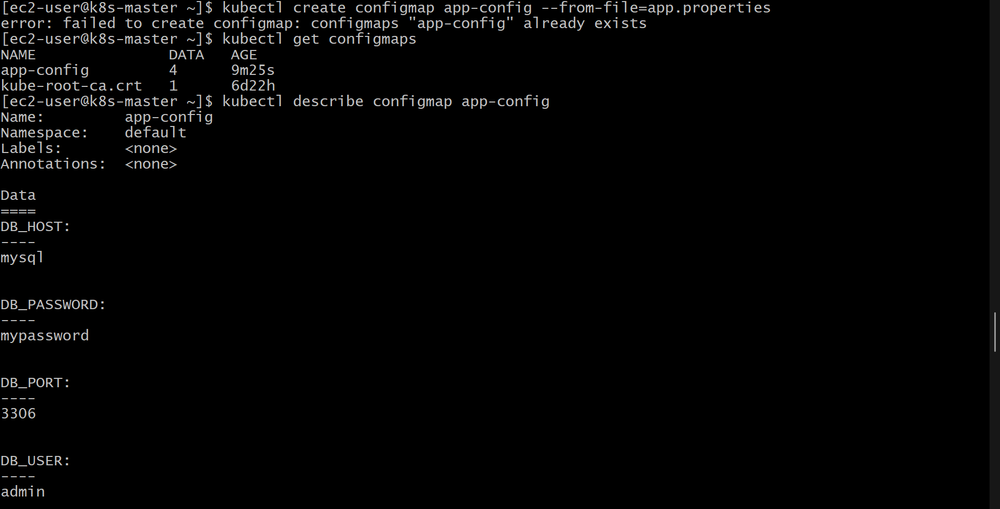 [ec2-user@k8s-master ~]$ kubectl create configmap app-config --from-file=app.properties
error: failed to create configmap: configmaps "app-config" already exists
[ec2-user@k8s-master ~]$ kubectl get configmaps
NAME               DATA   AGE
app-config         4      9m25s
kube-root-ca.crt   1      6d22h
[ec2-user@k8s-master ~]$ kubectl describe configmap app-config
Name:         app-config
Namespace:    default
Labels:       <none>
Annotations:  <none>

Data
====
DB_HOST:
----
mysql


DB_PASSWORD:
----
mypassword


DB_PORT:
----
3306


DB_USER:
----
admin